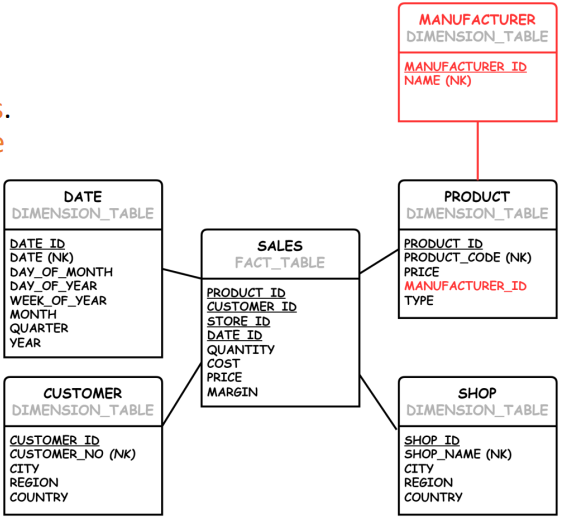 MANUFACTURER
DIMENSION_TABLE
MANUFACTURER_ID
NAME (NK)
s.
e
DATE
DIMENSION_TABLE
DATE_ID
DATE (NK)
DAY_OF_MONTH
DAY_OF_YEAR
WEEK_OF_YEAR
MONTH
QUARTER
YEAR
SALES
FACT_TABLE
PRODUCT_ID
CUSTOMER_ID
STORE_ID
DATE_ID
QUANTITY
COST
PRICE
MARGIN
PRODUCT
DIMENSION_TABLE
PRODUCT_ID
PRODUCT_CODE (NK)
PRICE
MANUFACTURER_ID
TYPE
CUSTOMER
DIMENSION_TABLE
CUSTOMER_ID
CUSTOMER_NO (NK)
CITY
REGION
COUNTRY
SHOP
DIMENSION_TABLE
SHOP_ID
SHOP_NAME (NK)
CITY
REGION
COUNTRY